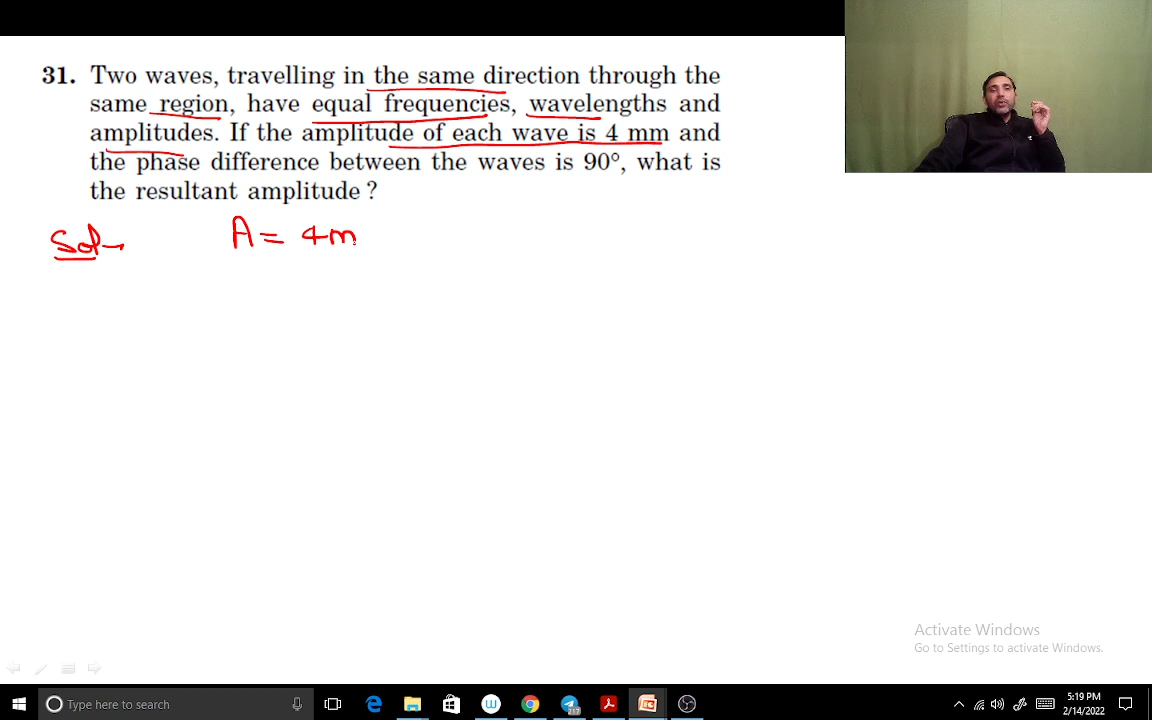 31. Two waves, travelling in the same direction through the
same region, have equal frequencies, wavelengths and
amplitudes. If the amplitude of each wave is 4 mm and
the phase difference between the waves is 90°, what is
the resultant amplitude ?
Sol
A = 4m
Activate Windows
Go to Settings to activate Windows.
Type here to search
217
5:19 PM
2/14/2022